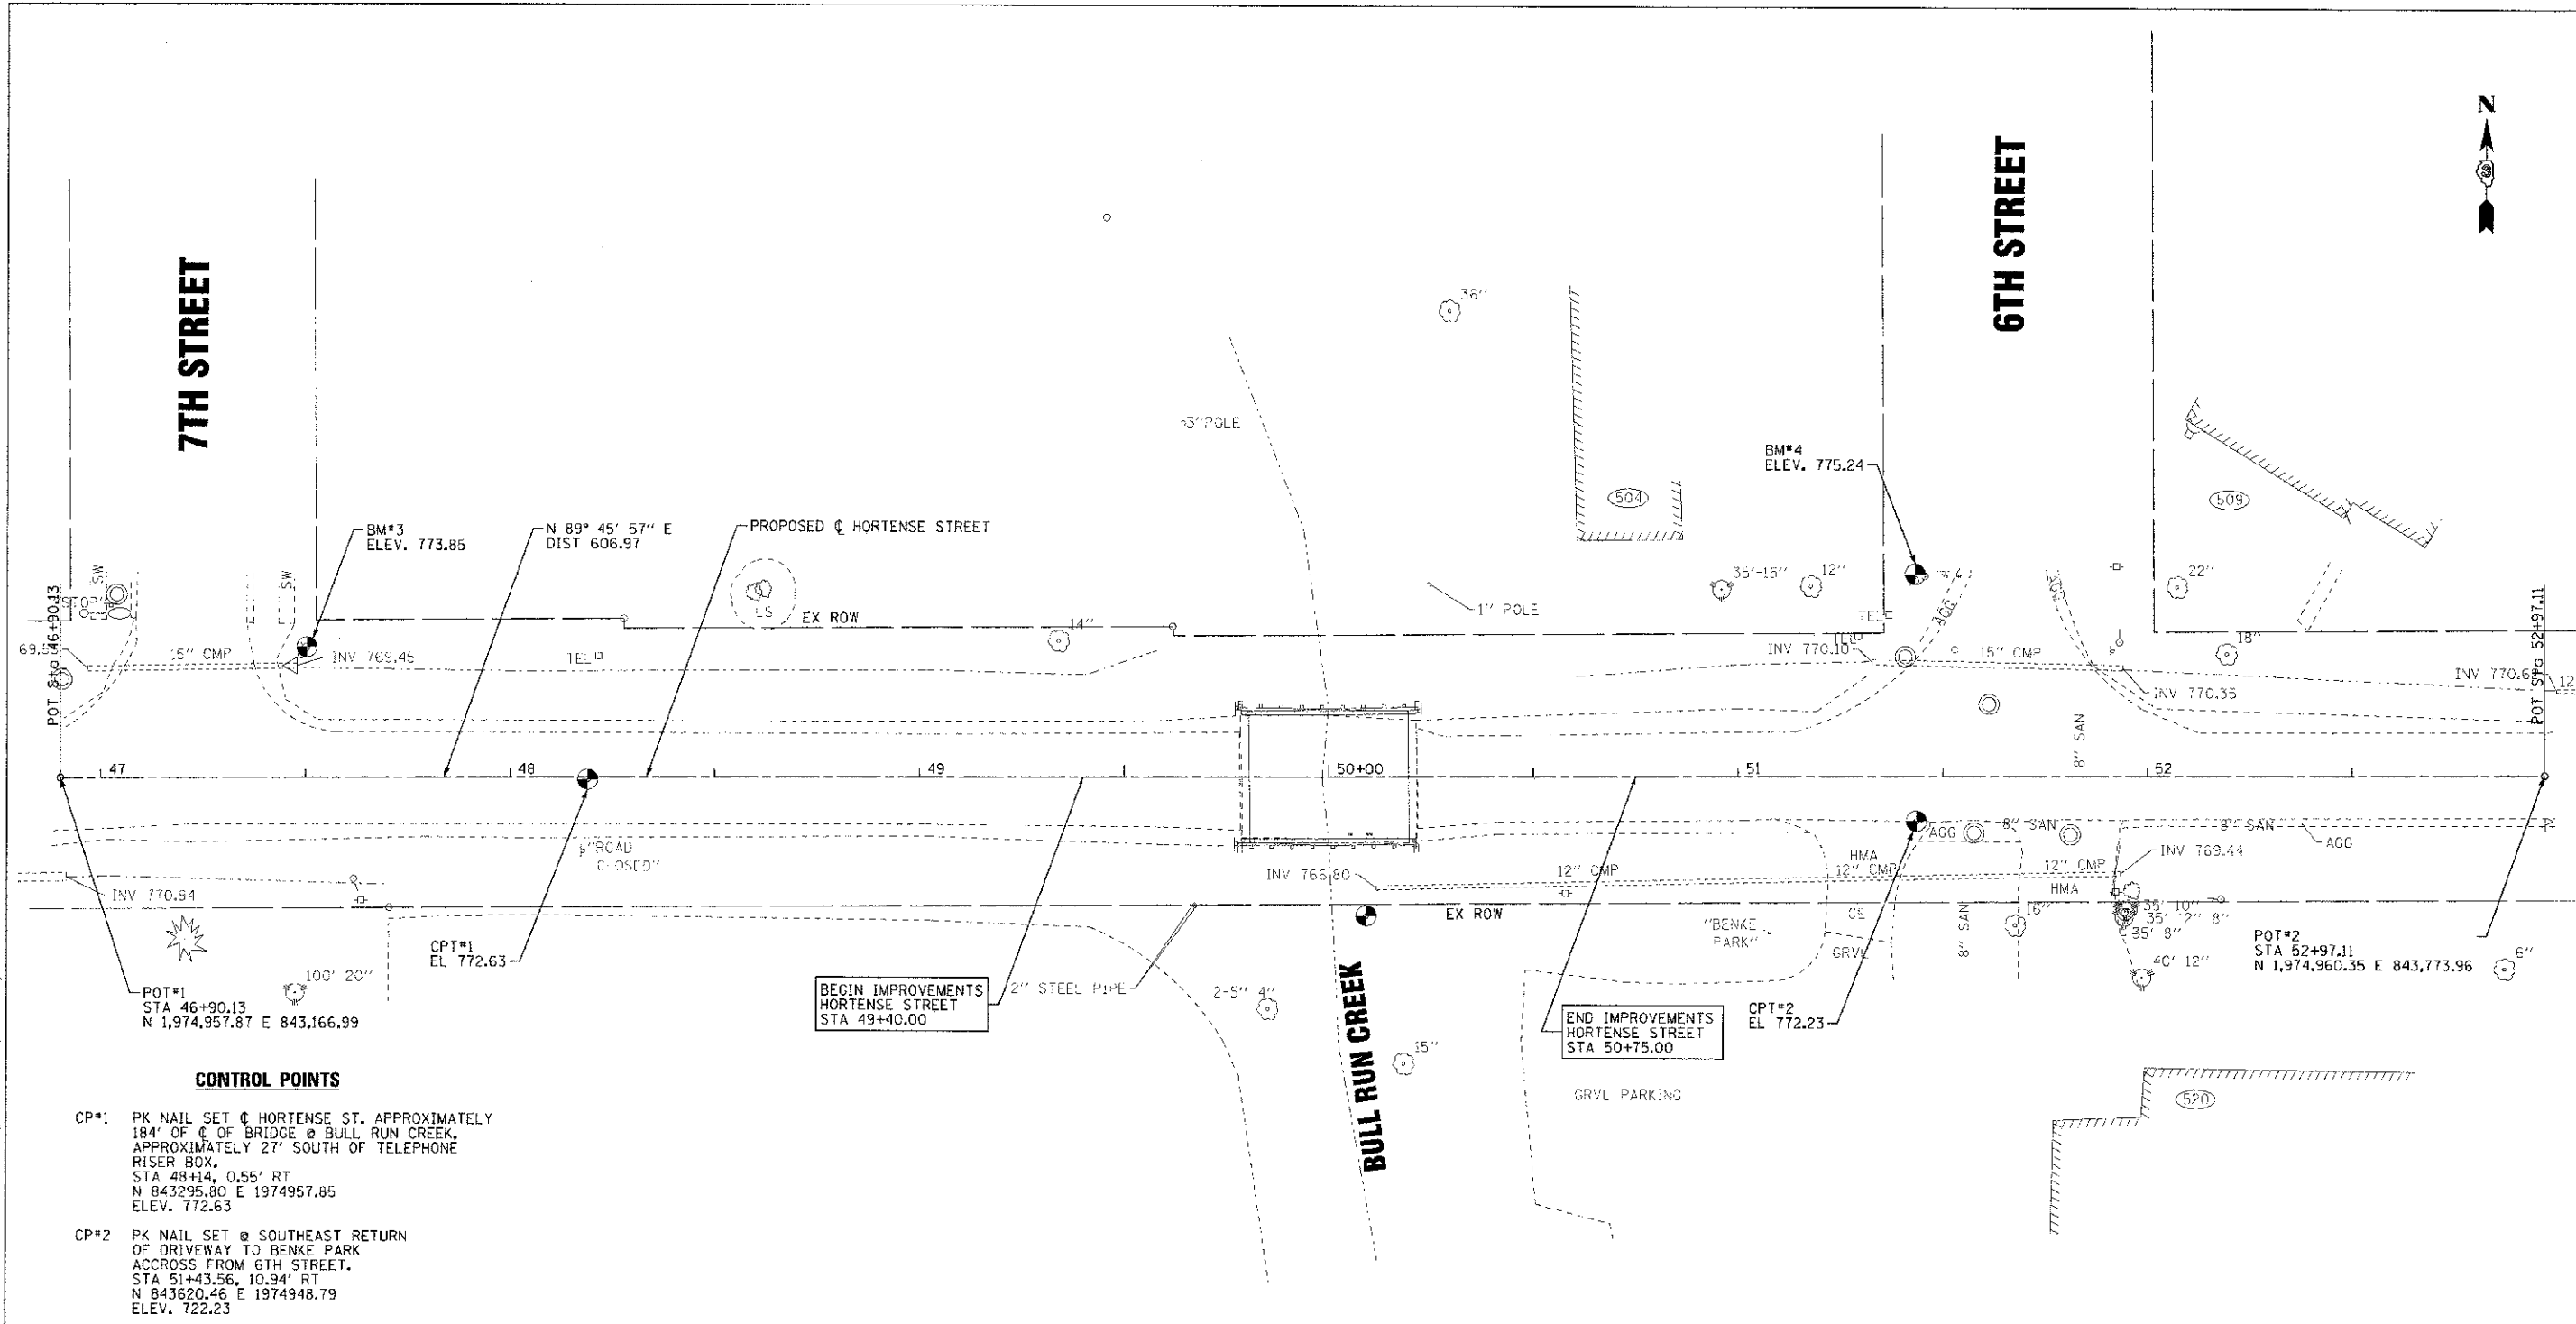 7TH STREET
6TH STREET
N
36"
3" POLE
BM#4
ELEV. 775.24
504
509
BM#3
ELEV. 773.85
N 89° 45' 57" E
DIST 606.97
PROPOSED ℄ HORTENSE STREET
SW
SW
STOP
LS
EX ROW
14"
1" POLE
35'-15"
12"
TELE
AGG
AGG
22"
18"
POT Sta 46+90.13
15" CMP
INV 769.45
TEL
INV 770.10
15" CMP
INV 770.35
8" SAN
POT Sta 52+97.11
47
48
49
50+00
51
52
"ROAD
CLOSED"
INV 770.94
INV 766.80
12" CMP
HMA
12" CMP
AGG
8" SAN
12" CMP
8" SAN
INV 769.44
AGG
HMA
EX ROW
"BENKE
PARK"
CE
GRVL
8" SAN
16"
35' 10"
35' 12" 8"
35' 8"
40' 12"
6"
CPT#1
EL 772.63
100' 20"
POT#1
STA 46+90.13
N 1,974,957.87 E 843,166.99
BEGIN IMPROVEMENTS
HORTENSE STREET
STA 49+40.00
2" STEEL PIPE
2-5" 4"
15"
BULL RUN CREEK
END IMPROVEMENTS
HORTENSE STREET
STA 50+75.00
CPT#2
EL 772.23
POT#2
STA 52+97.11
N 1,974,960.35 E 843,773.96
GRVL PARKING
520
CONTROL POINTS
CP#1 PK NAIL SET ℄ HORTENSE ST. APPROXIMATELY
184' OF ℄ OF BRIDGE @ BULL RUN CREEK,
APPROXIMATELY 27' SOUTH OF TELEPHONE
RISER BOX.
STA 48+14, 0.55' RT
N 843295.80 E 1974957.85
ELEV. 772.63
CP#2 PK NAIL SET @ SOUTHEAST RETURN
OF DRIVEWAY TO BENKE PARK
ACCROSS FROM 6TH STREET.
STA 51+43.56, 10.94' RT
N 843620.46 E 1974948.79
ELEV. 722.23